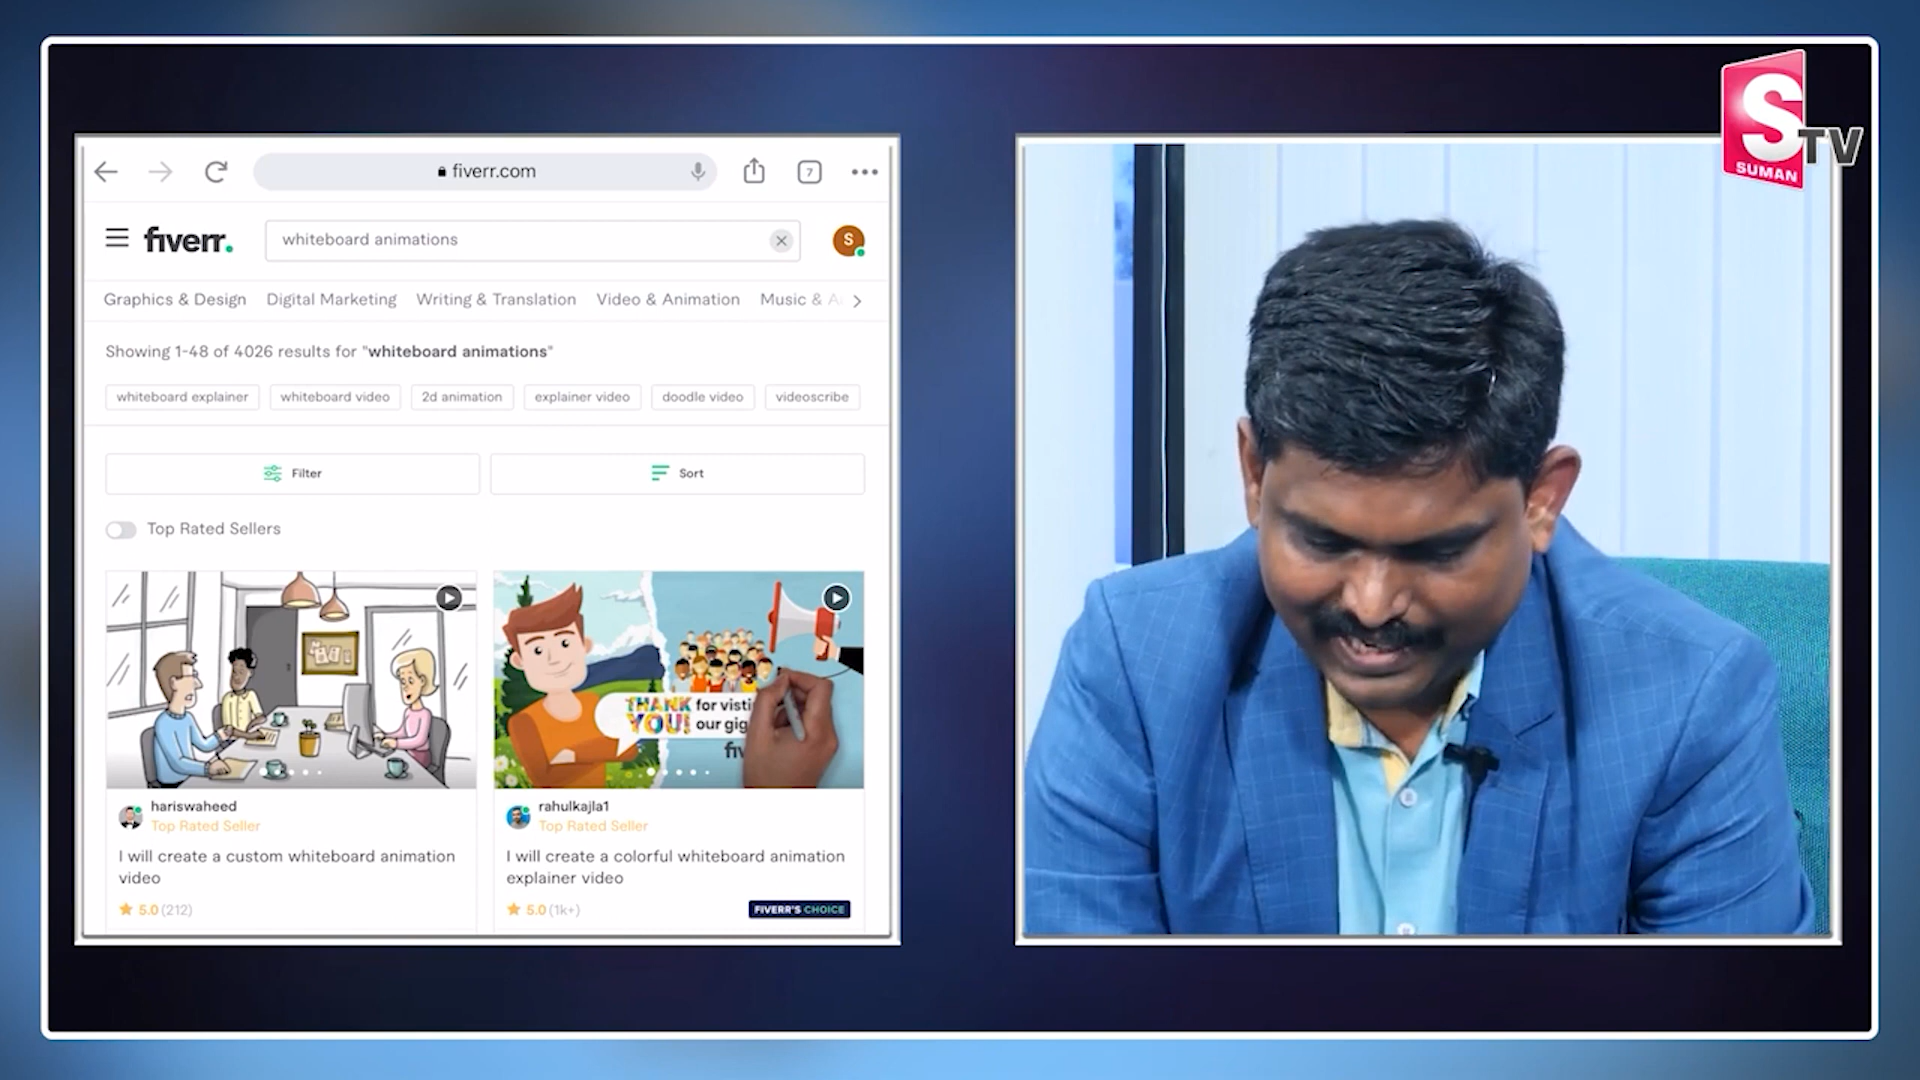 S
TV
SUMAN
fiverr.com
7
fiverr.
whiteboard animations
S
Graphics & Design
Digital Marketing
Writing & Translation
Video & Animation
Music &
Showing 1-48 of 4026 results for "whiteboard animations"
whiteboard explainer
whiteboard video
2d animation
explainer video
doodle video
videoscribe
Filter
Sort
Top Rated Sellers
THANK for visti
YOU! our gig
fiv
hariswaheed
Top Rated Seller
I will create a custom whiteboard animation
video
5.0 (212)
rahulkajla1
Top Rated Seller
I will create a colorful whiteboard animation
explainer video
5.0 (1k+)
FIVERR'S CHOICE